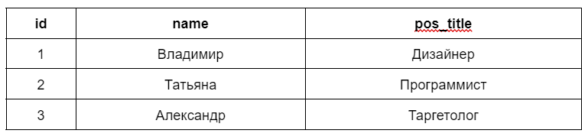 id name pos_title
1 Владимир Дизайнер
2 Татьяна Программист
3 Александр Таргетолог